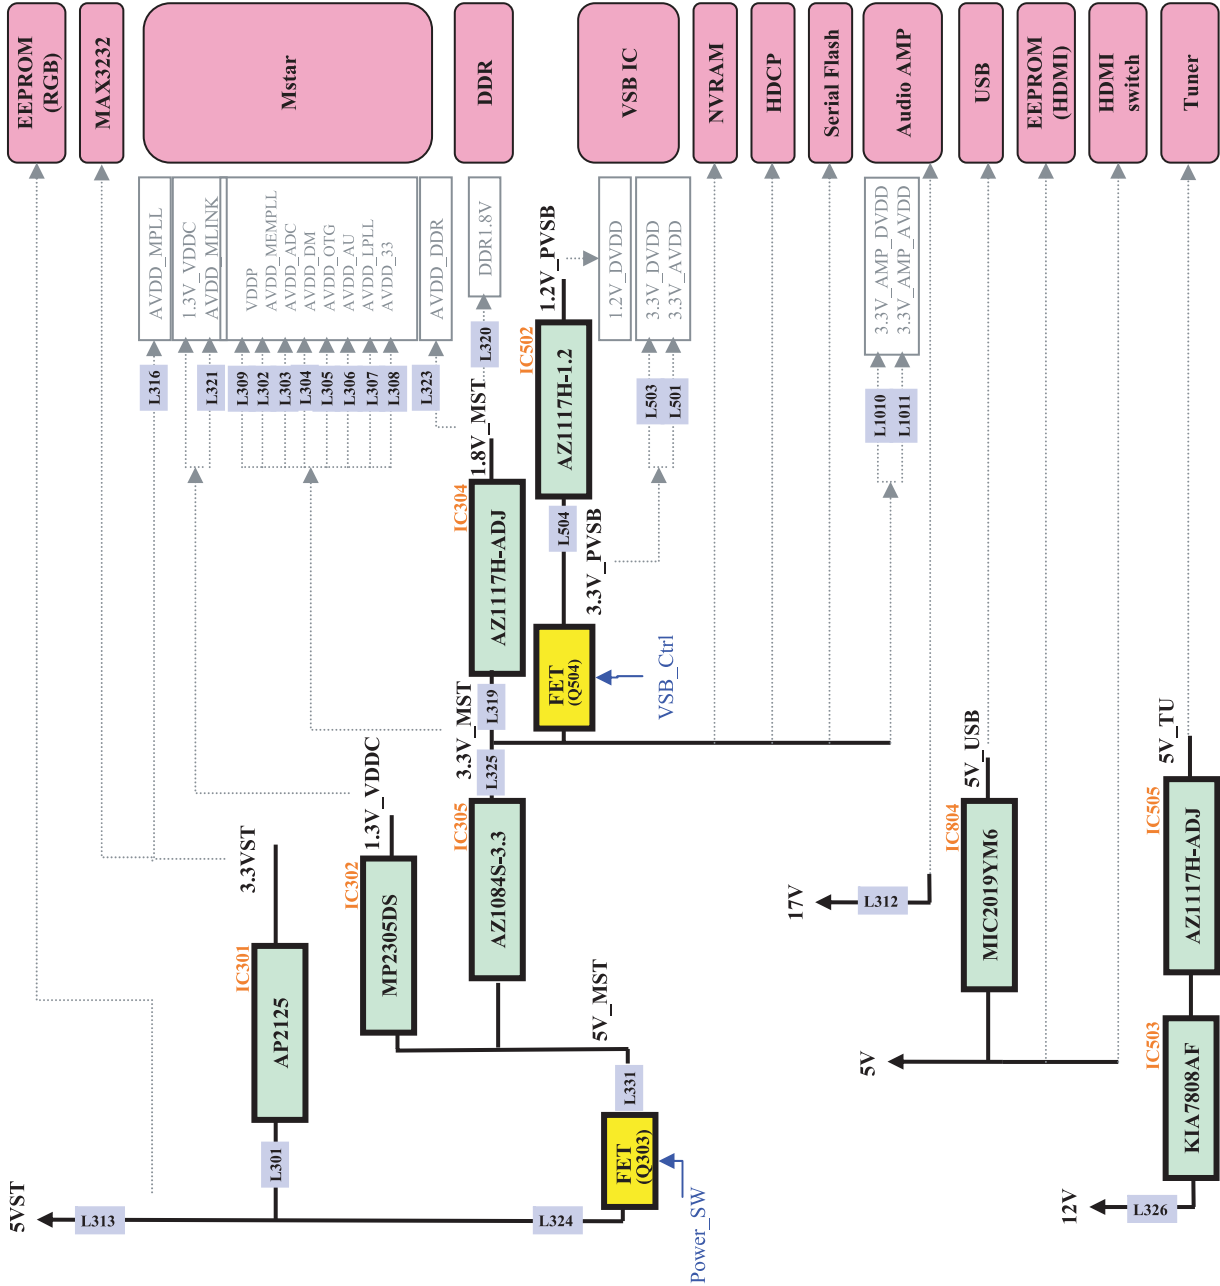 5VST
L313
L301
L324
IC301
AP2125
3.3VST
FET
(Q303)
Power_SW
L331
5V_MST
IC302
MP2305DS
1.3V_VDDC
IC305
AZ1084S-3.3
L325
3.3V_MST
L319
IC304
AZ1117H-ADJ
1.8V_MST
FET
(Q504)
VSB_Ctrl
3.3V_PVSB
L504
IC502
AZ1117H-1.2
1.2V_PVSB
17V
L312
5V
IC804
MIC2019YM6
5V_USB
12V
L326
IC503
KIA7808AF
IC505
AZ1117H-ADJ
5V_TU
L316
L321
L309
L302
L303
L304
L305
L306
L307
L308
L323
L320
L503
L501
L1010
L1011
AVDD_MPLL
1.3V_VDDC
AVDD_MLINK
VDDP
AVDD_MEMPLL
AVDD_ADC
AVDD_DM
AVDD_OTG
AVDD_AU
AVDD_LPLL
AVDD_33
AVDD_DDR
DDR1.8V
1.2V_DVDD
3.3V_DVDD
3.3V_AVDD
3.3V_AMP_DVDD
3.3V_AMP_AVDD
EEPROM
(RGB)
MAX3232
Mstar
DDR
VSB IC
NVRAM
HDCP
Serial Flash
Audio AMP
USB
EEPROM
(HDMI)
HDMI
switch
Tuner